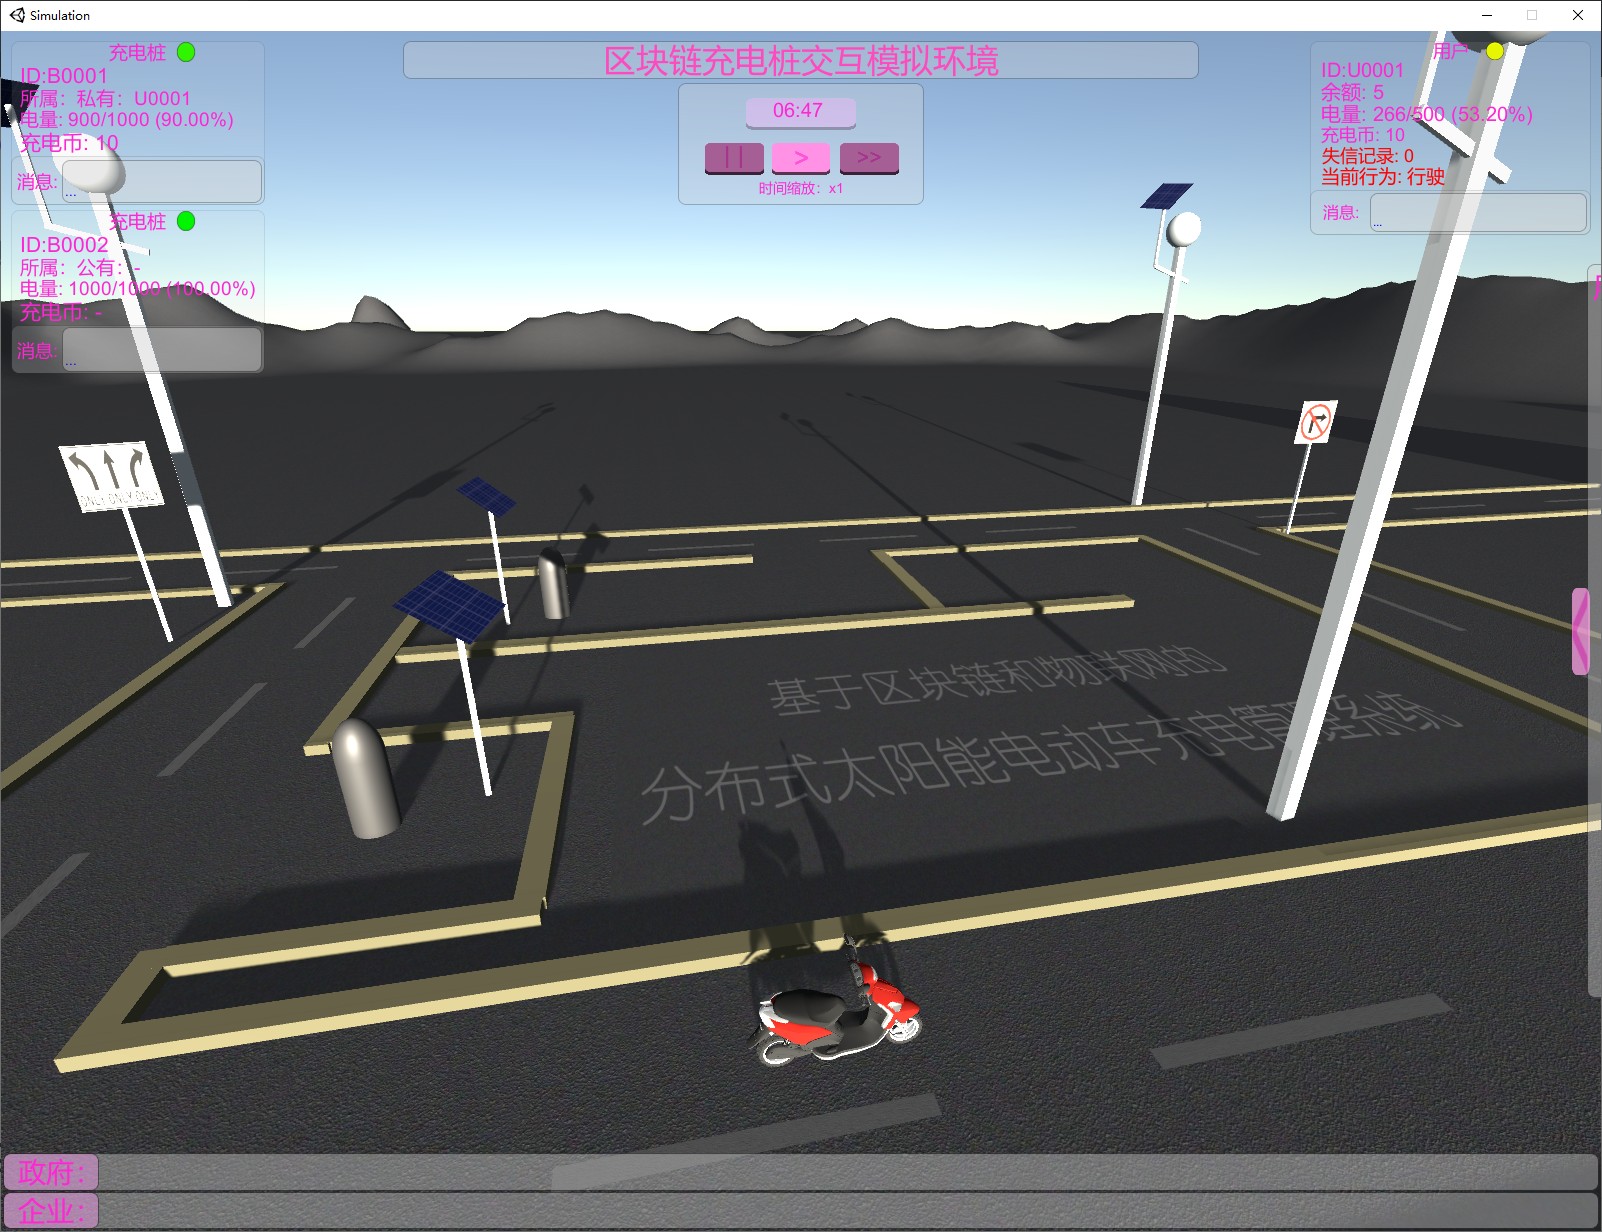 Simulation
充电桩
ID:B0001
所属：私有：U0001
电量: 900/1000 (90.00%)
充电币: 10
消息:
...
充电桩
ID:B0002
所属：公有：-
电量: 1000/1000 (100.00%)
充电币: -
消息:
...
区块链充电桩交互模拟环境
06:47
||
>
>>
时间缩放：x1
用户
ID:U0001
余额: 5
电量: 266/500 (53.20%)
充电币: 10
失信记录: 0
当前行为: 行驶
消息:
...
ONLY ONLY ONLY
基于区块链和物联网的
分布式太阳能电动车充电管理系统
政府：
企业：